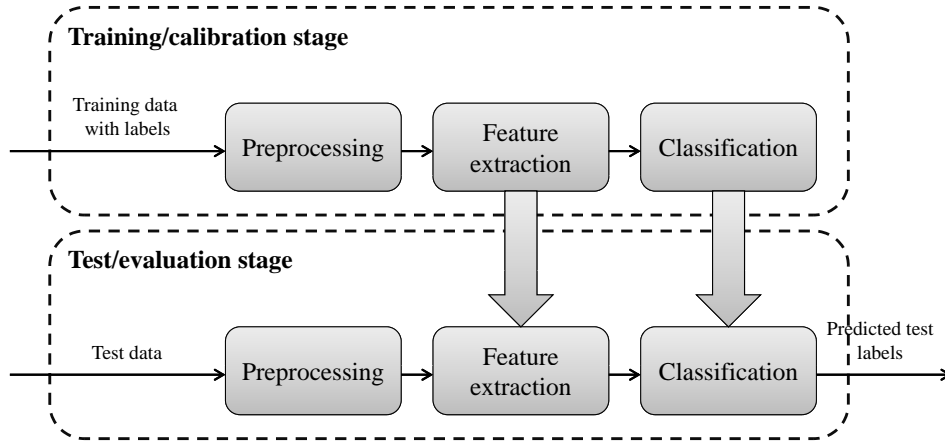 Training/calibration stage
Training data
with labels
Preprocessing
Feature
extraction
Classification
Test/evaluation stage
Test data
Preprocessing
Feature
extraction
Classification
Predicted test
labels